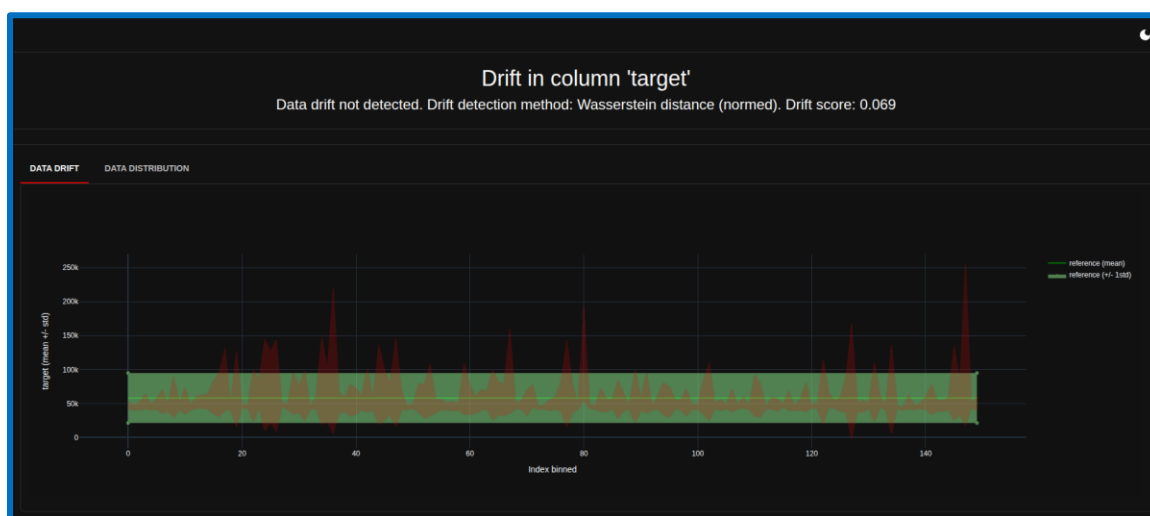 Drift in column 'target'
Data drift not detected. Drift detection method: Wasserstein distance (normed). Drift score: 0.069
DATA DRIFT DATA DISTRIBUTION
250k
200k
150k
100k
50k
0
target (mean +/- std)
0 20 40 60 80 100 120 140
Index binned
reference (mean)
reference (+/- 1std)